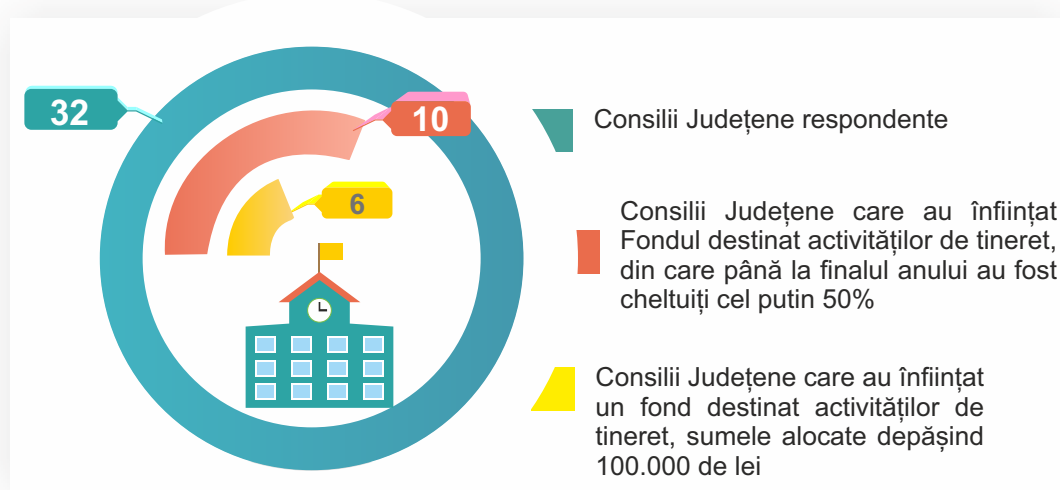 32
10
6
Consilii Județene respondente
Consilii Județene care au înființat
Fondul destinat activităților de tineret,
din care până la finalul anului au fost
cheltuiți cel putin 50%
Consilii Județene care au înființat
un fond destinat activităților de
tineret, sumele alocate depășind
100.000 de lei